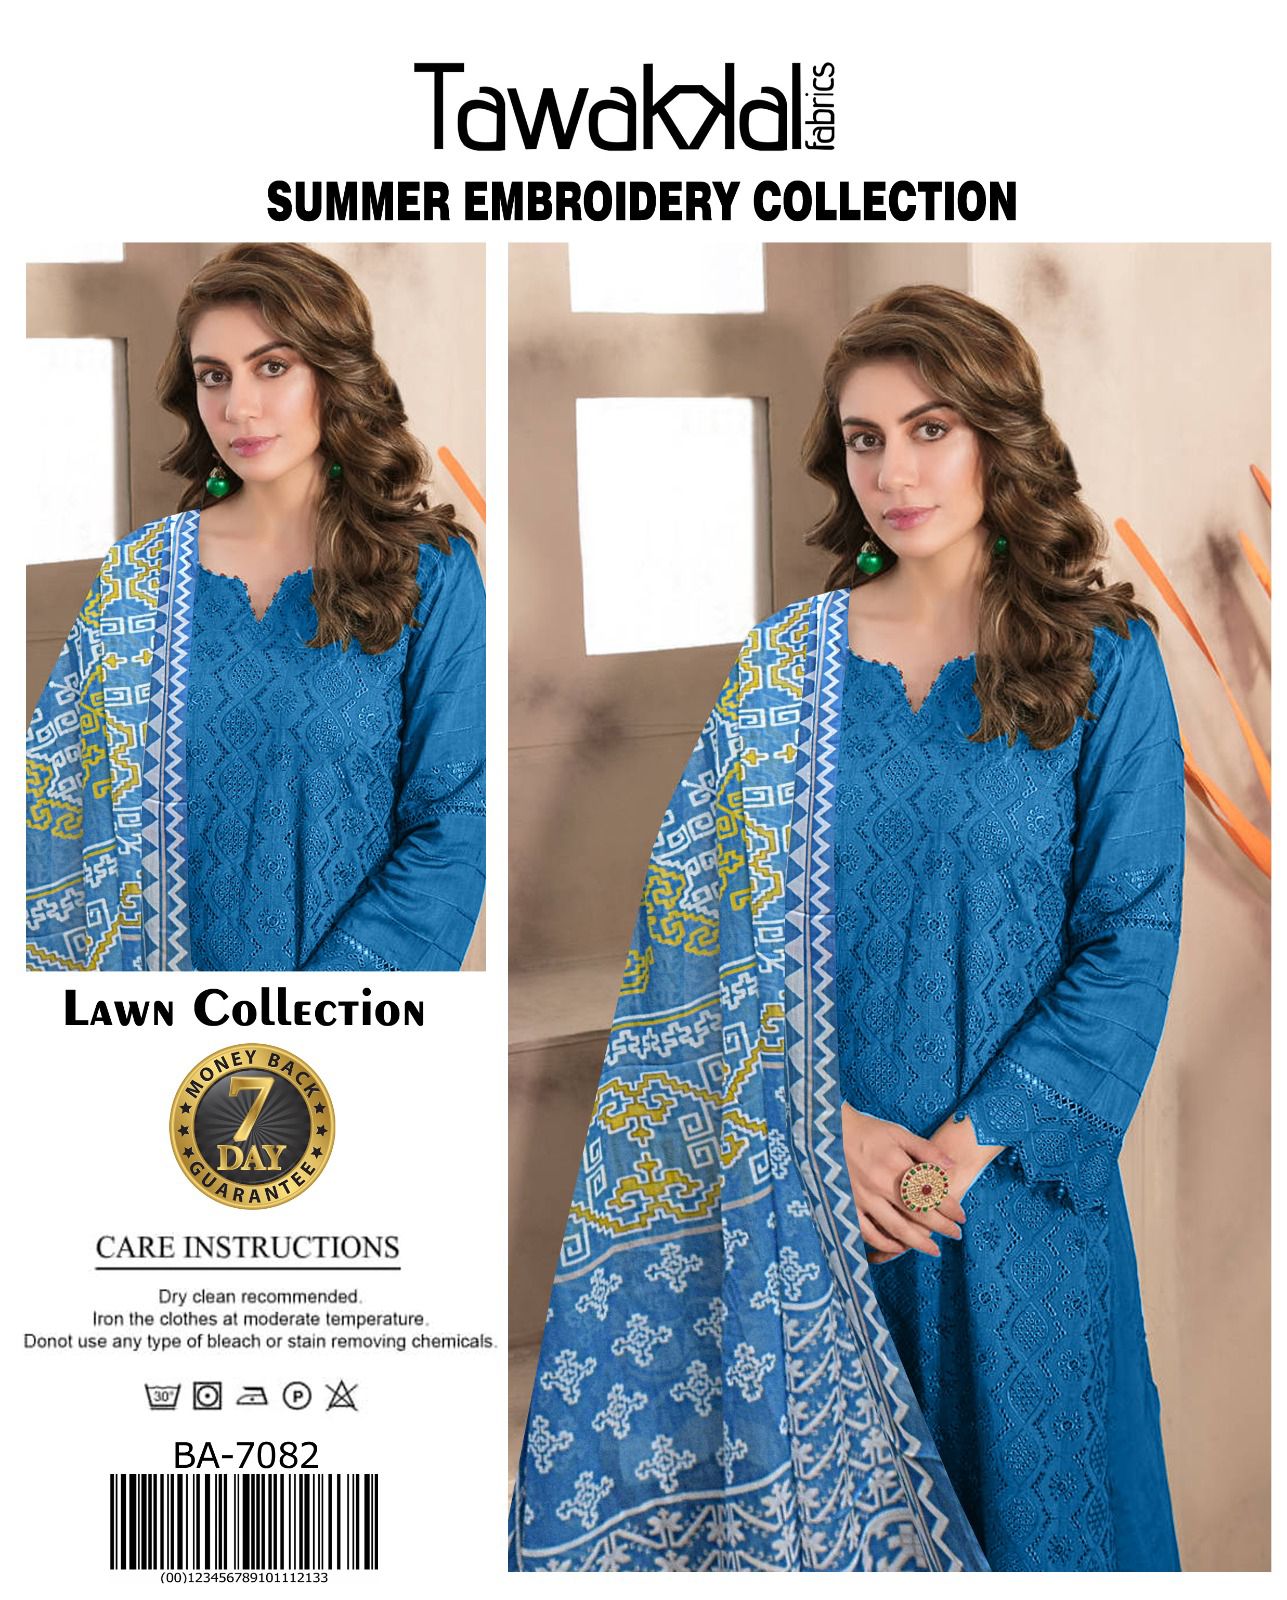 Tawakkal fabrics
SUMMER EMBROIDERY COLLECTION
LAWN COLLECTION
MONEY BACK
7
DAY
GUARANTEE
CARE INSTRUCTIONS
Dry clean recommended.
Iron the clothes at moderate temperature.
Donot use any type of bleach or stain removing chemicals.
30° P
BA-7082
(00)123456789101112133